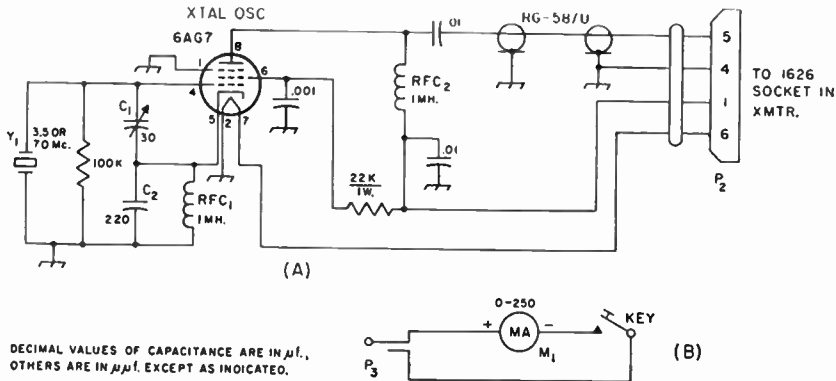 XTAL OSC
6AG7
8
1
4
6
5 2 7
.001
.01
RG-58/U
5
4
1
6
TO 1626
SOCKET IN
XMTR.
P2
RFC2
1MH.
.01
22K
1W.
Y1
3.5 OR
7.0 Mc.
100K
C1
30
C2
220
RFC1
1MH.
(A)
0-250
+ MA -
M1
KEY
P3
(B)
DECIMAL VALUES OF CAPACITANCE ARE IN µf.,
OTHERS ARE IN µµf. EXCEPT AS INDICATED.